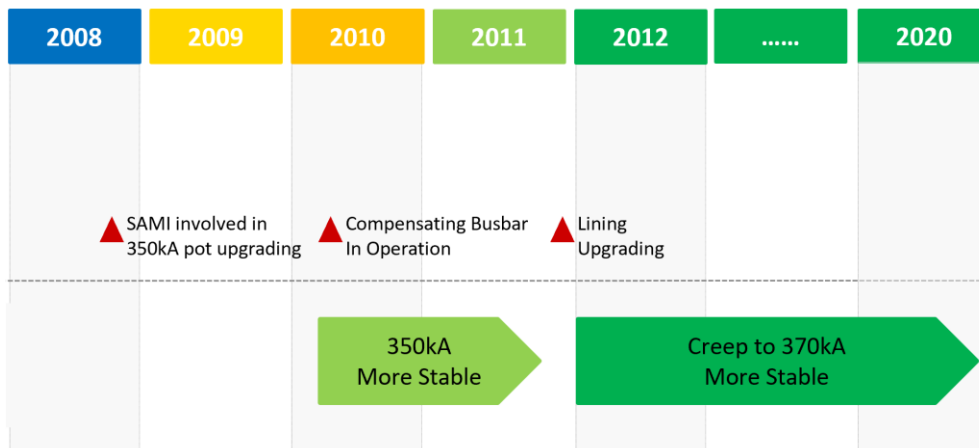 2008
2009
2010
2011
2012
......
2020
SAMI involved in
350kA pot upgrading
Compensating Busbar
In Operation
Lining
Upgrading
350kA
More Stable
Creep to 370kA
More Stable